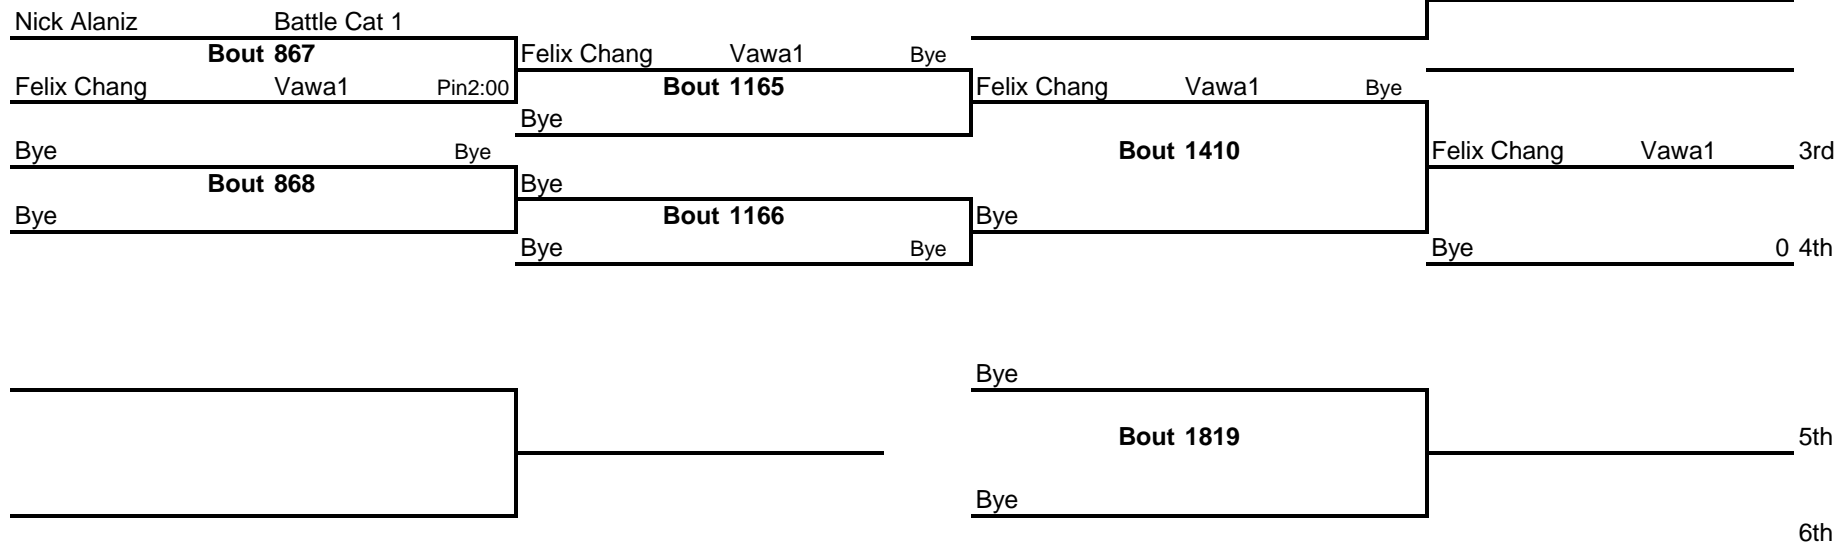 Nick Alaniz Battle Cat 1
Bout 867 Felix Chang Vawa1 Bye
Felix Chang Vawa1 Pin2:00 Bout 1165 Felix Chang Vawa1 Bye
Bye
Bye Bye Bout 1410 Felix Chang Vawa1 3rd
Bout 868 Bye
Bye Bout 1166 Bye
Bye Bye Bye 0 4th
Bye
Bout 1819 5th
Bye
6th